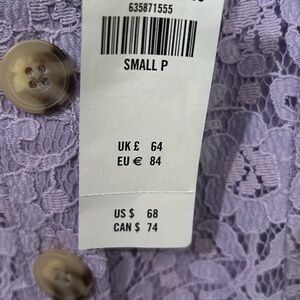 635871555
SMALL P
UK £ 64
EU € 84
US $ 68
CAN $ 74